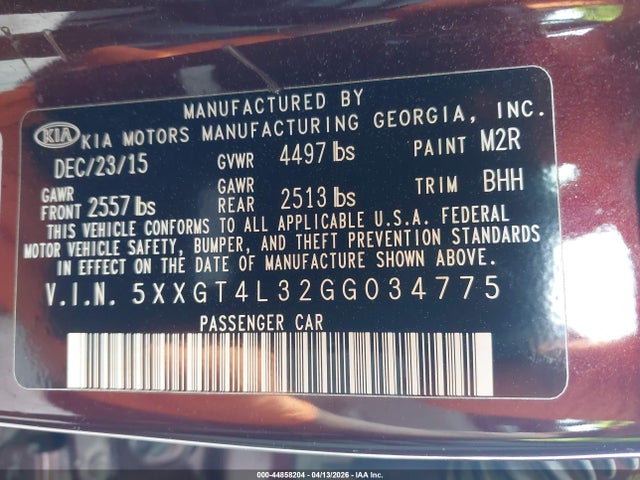 MANUFACTURED BY
KIA KIA MOTORS MANUFACTURING GEORGIA, INC.
DEC/23/15 GVWR 4497 lbs PAINT M2R
GAWR FRONT 2557 lbs GAWR REAR 2513 lbs TRIM BHH
THIS VEHICLE CONFORMS TO ALL APPLICABLE U.S.A. FEDERAL
MOTOR VEHICLE SAFETY, BUMPER, AND THEFT PREVENTION STANDARDS
IN EFFECT ON THE DATE OF MANUFACTURE SHOWN ABOVE.
V.I.N. 5XXGT4L32GG034775
PASSENGER CAR
000-44858204 - 04/13/2026 - IAA Inc.